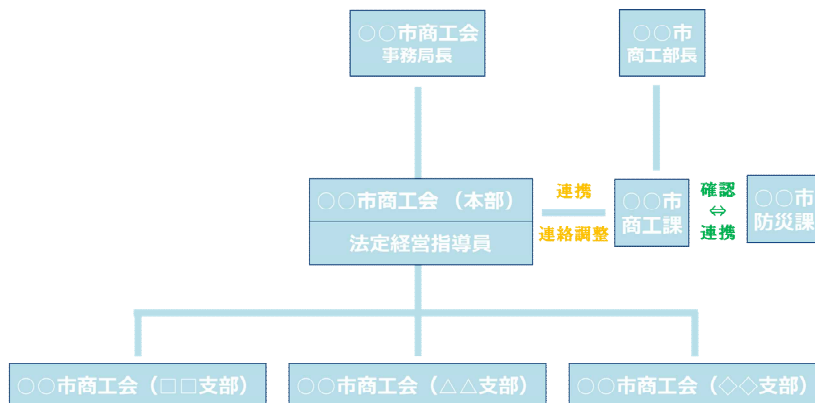 ○○市商工会
事務局長
○○市
商工部長
○○市商工会 (本部)
法定経営指導員
連携
連絡調整
○○市
商工課
確認
⇔
連携
○○市
防災課
○○市商工会(□□支部)
○○市商工会(△△支部)
○○市商工会(◇◇支部)